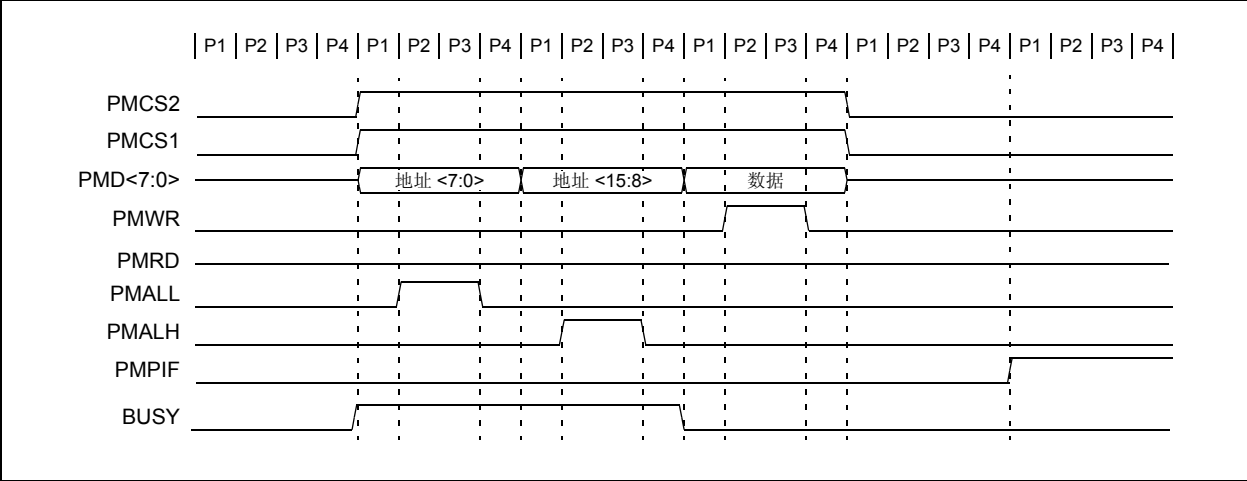 P1 P2 P3 P4 P1 P2 P3 P4 P1 P2 P3 P4 P1 P2 P3 P4 P1 P2 P3 P4 P1 P2 P3 P4
PMCS2
PMCS1
PMD<7:0> 地址 <7:0> 地址 <15:8> 数据
PMWR
PMRD
PMALL
PMALH
PMPIF
BUSY